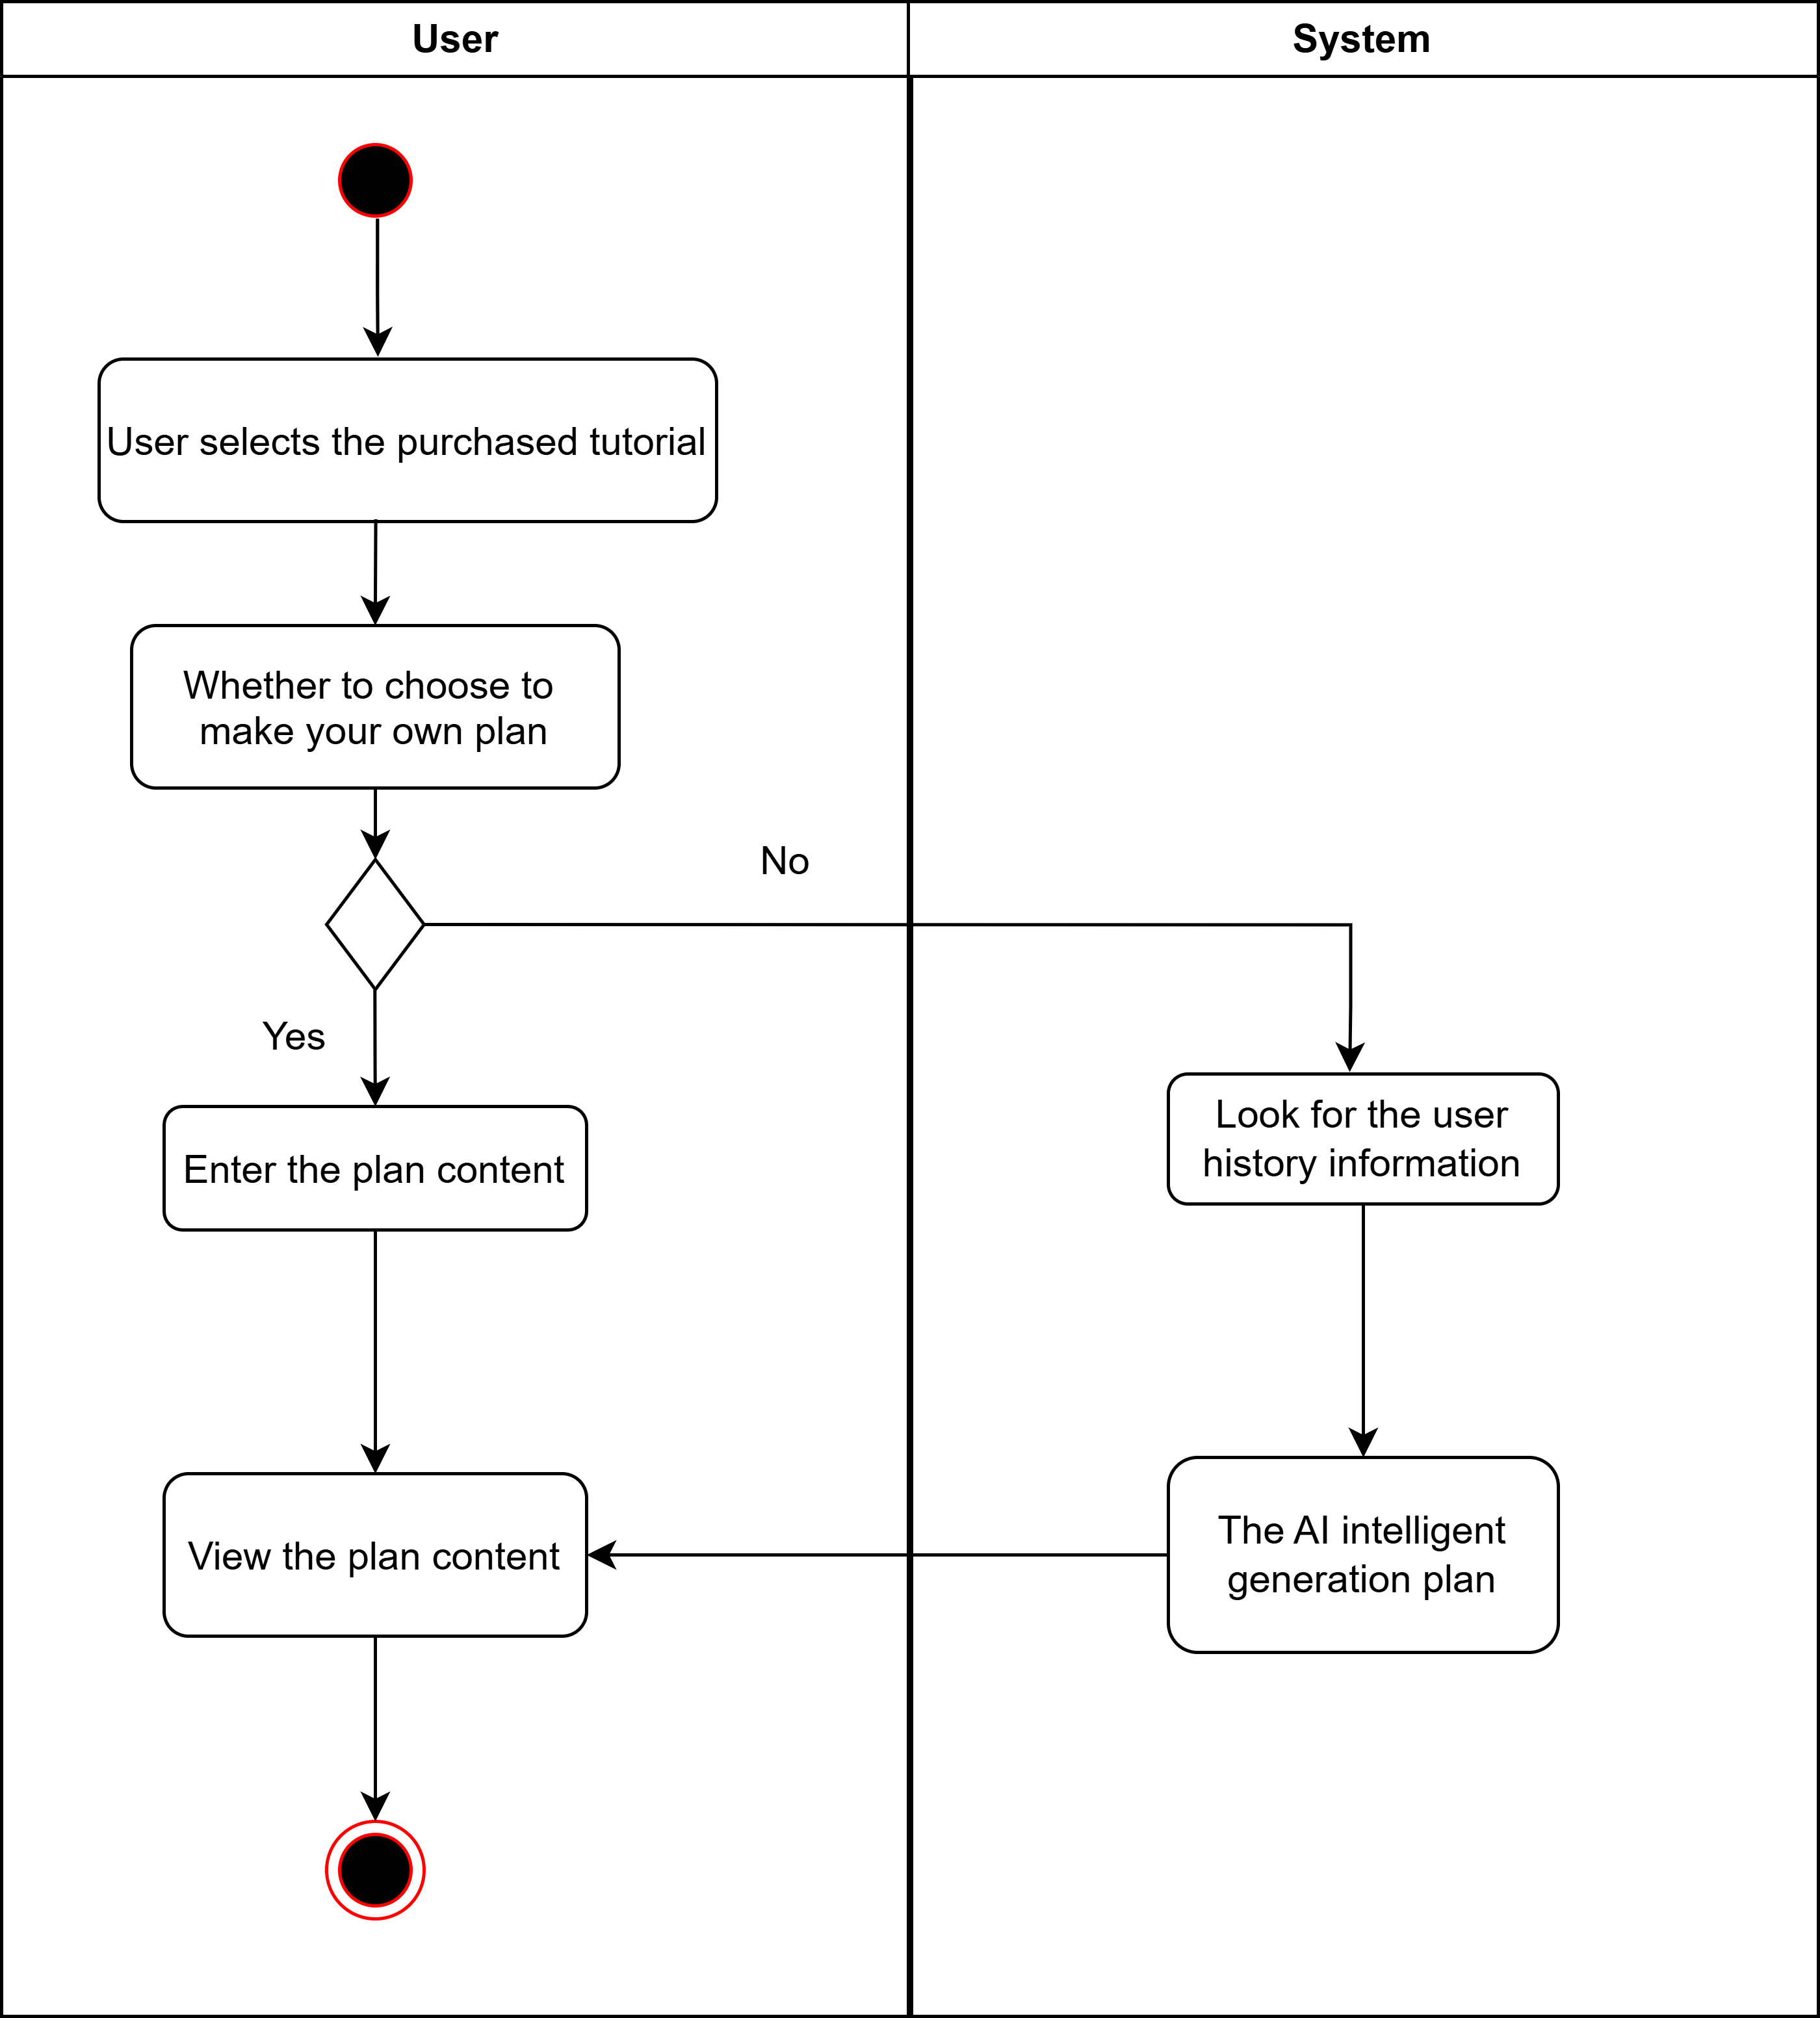 User
System
User selects the purchased tutorial
Whether to choose to
make your own plan
No
Yes
Enter the plan content
Look for the user
history information
View the plan content
The AI intelligent
generation plan